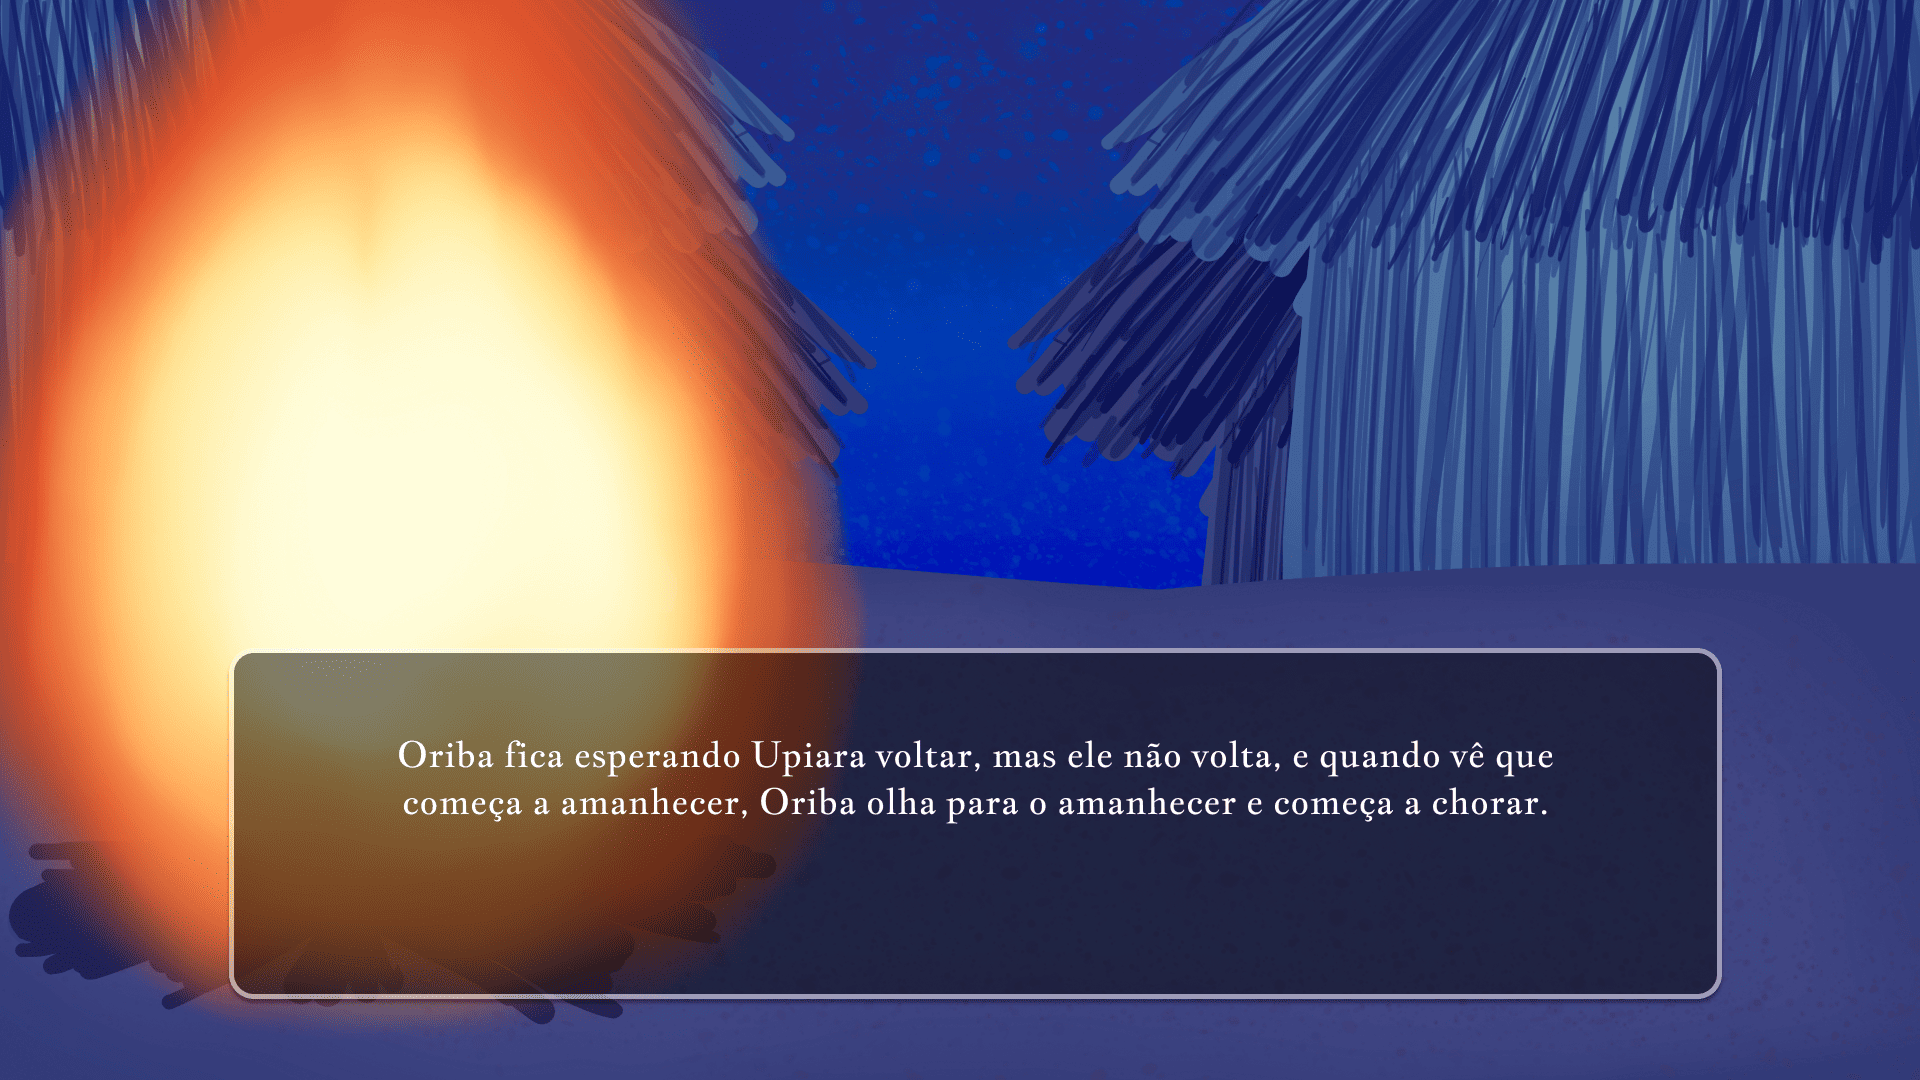 Oriba fica esperando Upiara voltar, mas ele não volta, e quando vê que
começa a amanhecer, Oriba olha para o amanhecer e começa a chorar.